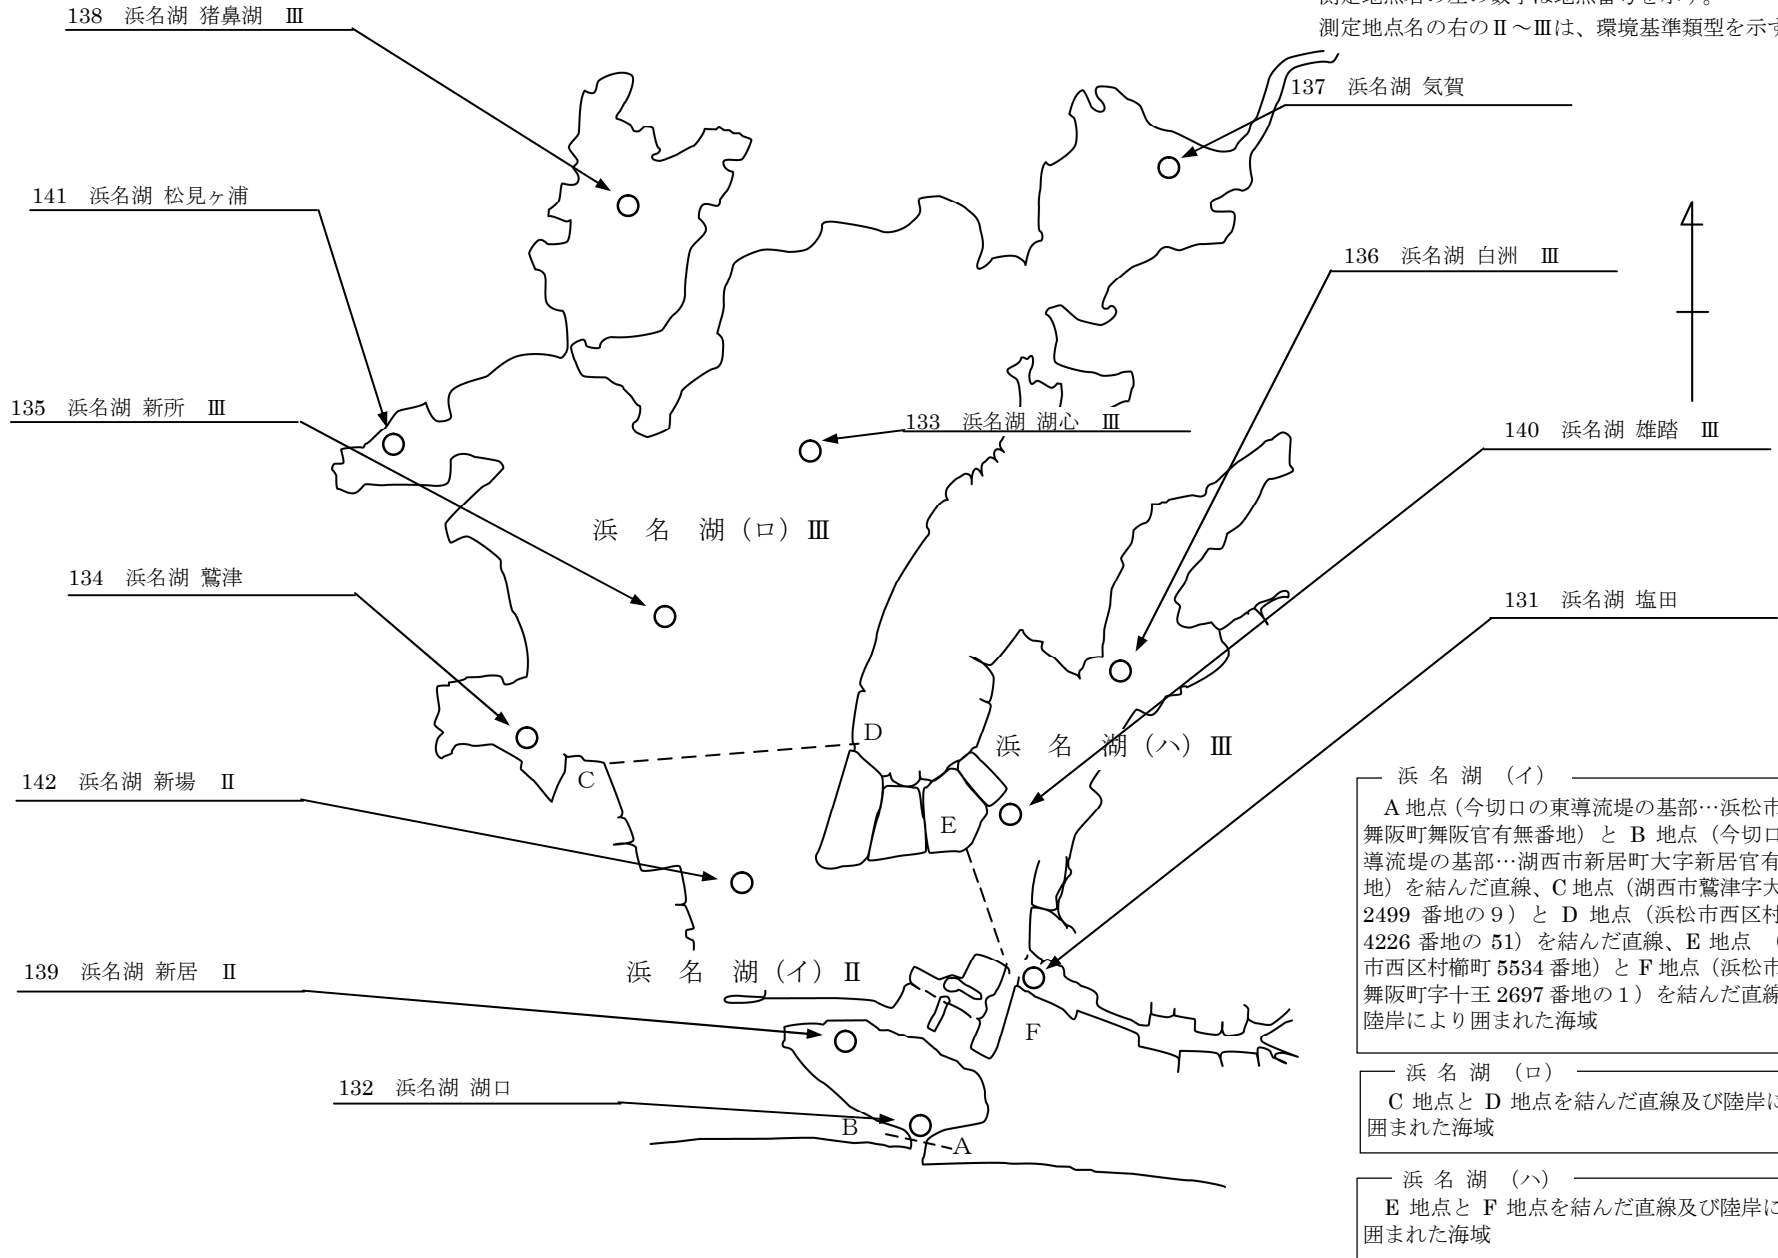 138 浜名湖 猪鼻湖 Ⅲ
測定地点名の右のⅡ～Ⅲは、環境基準類型を示す
137 浜名湖 気賀
141 浜名湖 松見ヶ浦
136 浜名湖 白洲 Ⅲ
135 浜名湖 新所 Ⅲ
133 浜名湖 湖心 Ⅲ
140 浜名湖 雄踏 Ⅲ
浜 名 湖（ロ）Ⅲ
134 浜名湖 鷲津
131 浜名湖 塩田
D
浜 名 湖（ハ）Ⅲ
C
142 浜名湖 新場 Ⅱ
E
139 浜名湖 新居 Ⅱ
浜 名 湖（イ）Ⅱ
F
132 浜名湖 湖口
B
A
浜 名 湖 （イ）
A 地点（今切口の東導流堤の基部…浜松市
舞阪町舞阪官有無番地）と B 地点（今切口
導流堤の基部…湖西市新居町大字新居官有
地）を結んだ直線、C 地点（湖西市鷲津字大
2499 番地の９）と D 地点（浜松市西区村
4226 番地の 51）を結んだ直線、E 地点 （
市西区村櫛町 5534 番地）と F 地点（浜松市
舞阪町字十王 2697 番地の１）を結んだ直線
陸岸により囲まれた海域
浜 名 湖 （ロ）
C 地点と D 地点を結んだ直線及び陸岸に
囲まれた海域
浜 名 湖 （ハ）
E 地点と F 地点を結んだ直線及び陸岸に
囲まれた海域